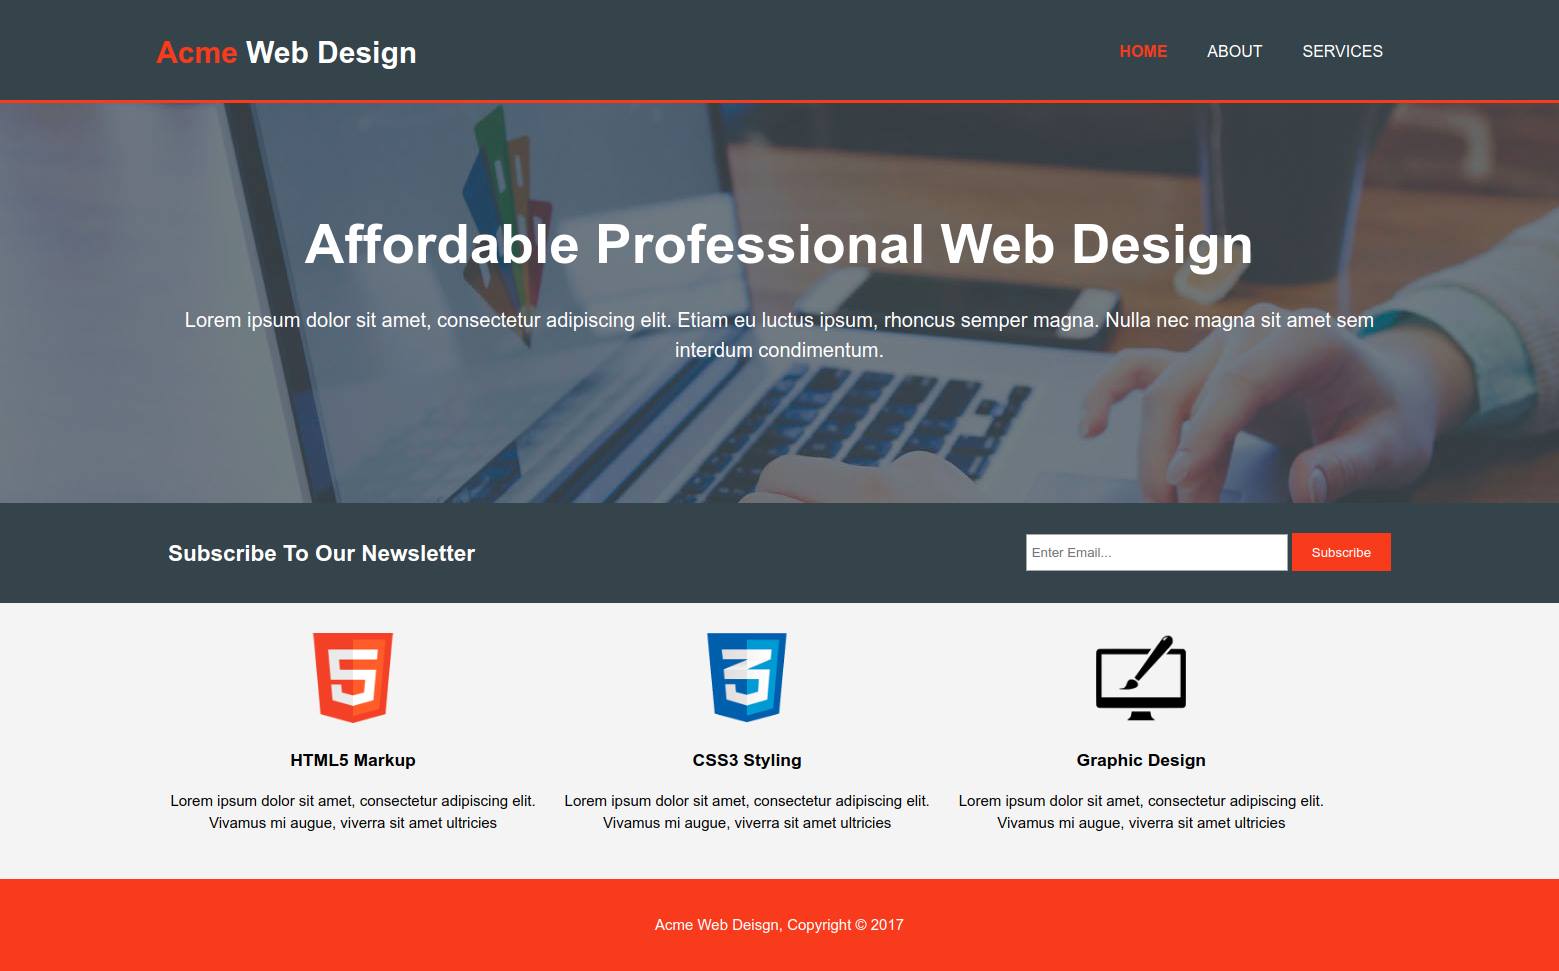 Acme Web Design
HOME ABOUT SERVICES
Affordable Professional Web Design
Lorem ipsum dolor sit amet, consectetur adipiscing elit. Etiam eu luctus ipsum, rhoncus semper magna. Nulla nec magna sit amet sem
interdum condimentum.
Subscribe To Our Newsletter
Enter Email...
Subscribe
5
3
HTML5 Markup
CSS3 Styling
Graphic Design
Lorem ipsum dolor sit amet, consectetur adipiscing elit.
Vivamus mi augue, viverra sit amet ultricies
Lorem ipsum dolor sit amet, consectetur adipiscing elit.
Vivamus mi augue, viverra sit amet ultricies
Lorem ipsum dolor sit amet, consectetur adipiscing elit.
Vivamus mi augue, viverra sit amet ultricies
Acme Web Deisgn, Copyright © 2017